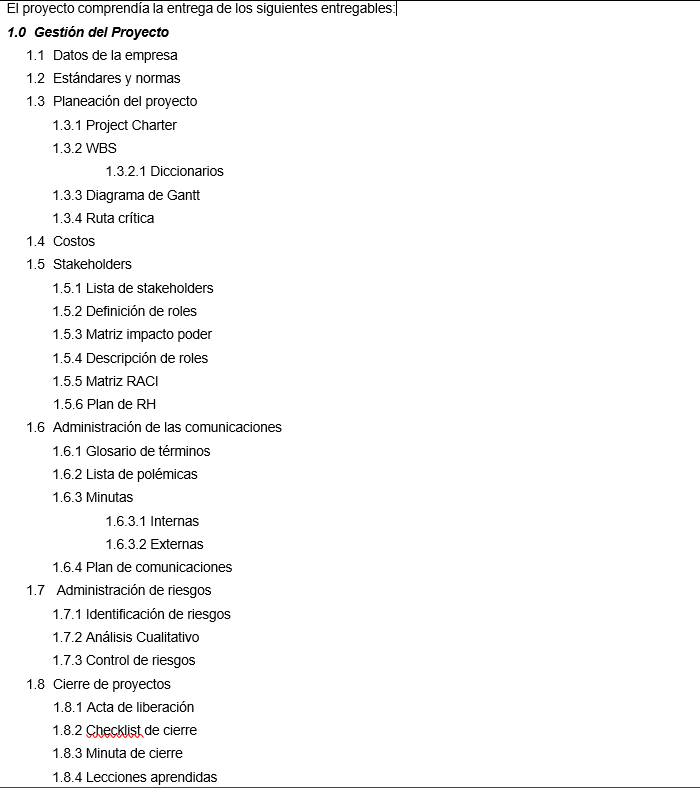 El proyecto comprendía la entrega de los siguientes entregables:
1.0 Gestión del Proyecto
1.1 Datos de la empresa
1.2 Estándares y normas
1.3 Planeación del proyecto
1.3.1 Project Charter
1.3.2 WBS
1.3.2.1 Diccionarios
1.3.3 Diagrama de Gantt
1.3.4 Ruta crítica
1.4 Costos
1.5 Stakeholders
1.5.1 Lista de stakeholders
1.5.2 Definición de roles
1.5.3 Matriz impacto poder
1.5.4 Descripción de roles
1.5.5 Matriz RACI
1.5.6 Plan de RH
1.6 Administración de las comunicaciones
1.6.1 Glosario de términos
1.6.2 Lista de polémicas
1.6.3 Minutas
1.6.3.1 Internas
1.6.3.2 Externas
1.6.4 Plan de comunicaciones
1.7 Administración de riesgos
1.7.1 Identificación de riesgos
1.7.2 Análisis Cualitativo
1.7.3 Control de riesgos
1.8 Cierre de proyectos
1.8.1 Acta de liberación
1.8.2 Checklist de cierre
1.8.3 Minuta de cierre
1.8.4 Lecciones aprendidas